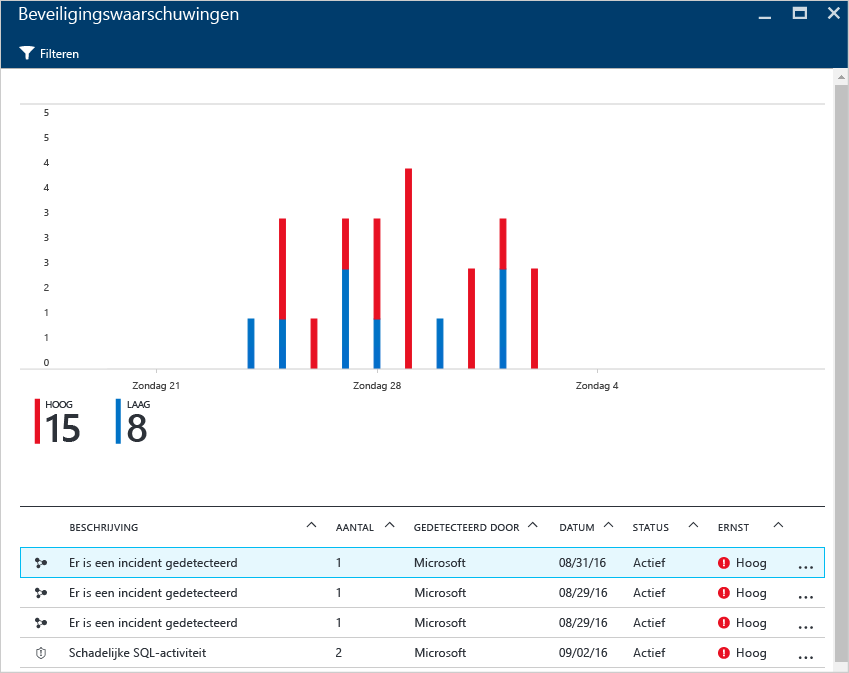 Beveiligingswaarschuwingen
Filteren
5
5
4
4
3
3
3
2
1
1
0
Zondag 21 Zondag 28 Zondag 4
HOOG LAAG
15 8
BESCHRIJVING AANTAL GEDETECTEERD DOOR DATUM STATUS ERNST
Er is een incident gedetecteerd 1 Microsoft 08/31/16 Actief Hoog ...
Er is een incident gedetecteerd 1 Microsoft 08/29/16 Actief Hoog ...
Er is een incident gedetecteerd 1 Microsoft 08/29/16 Actief Hoog ...
Schadelijke SQL-activiteit 2 Microsoft 09/02/16 Actief Hoog ...